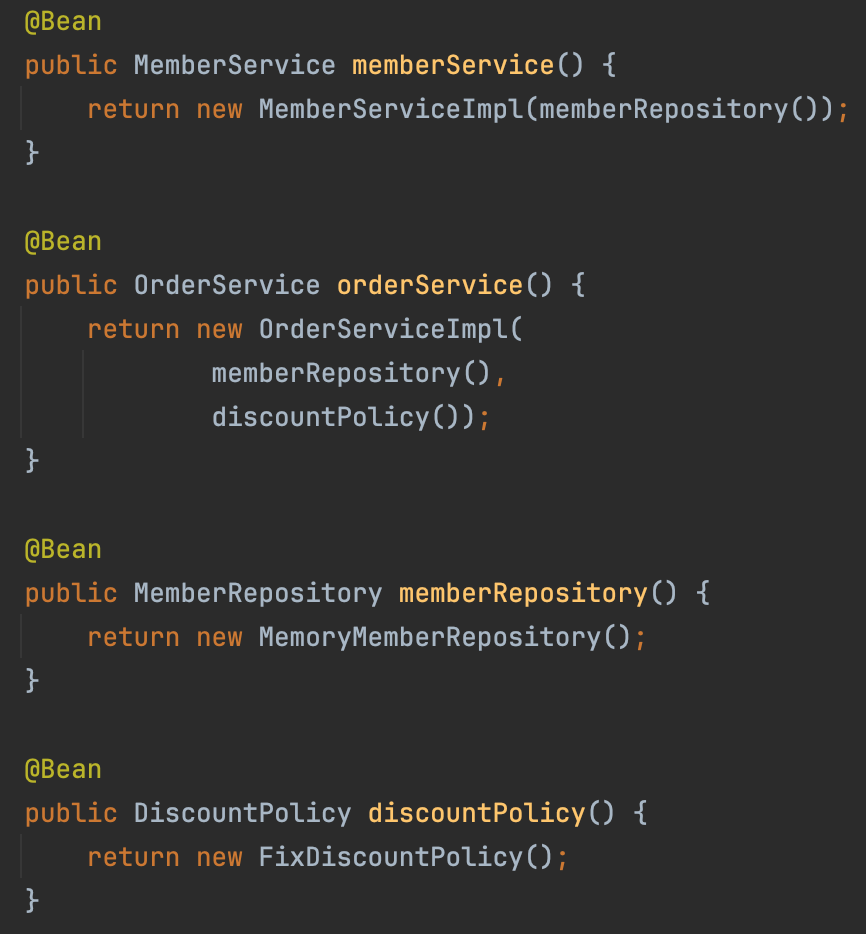 @Bean
public MemberService memberService() {
    return new MemberServiceImpl(memberRepository());
}

@Bean
public OrderService orderService() {
    return new OrderServiceImpl(
            memberRepository(),
            discountPolicy());
}

@Bean
public MemberRepository memberRepository() {
    return new MemoryMemberRepository();
}

@Bean
public DiscountPolicy discountPolicy() {
    return new FixDiscountPolicy();
}